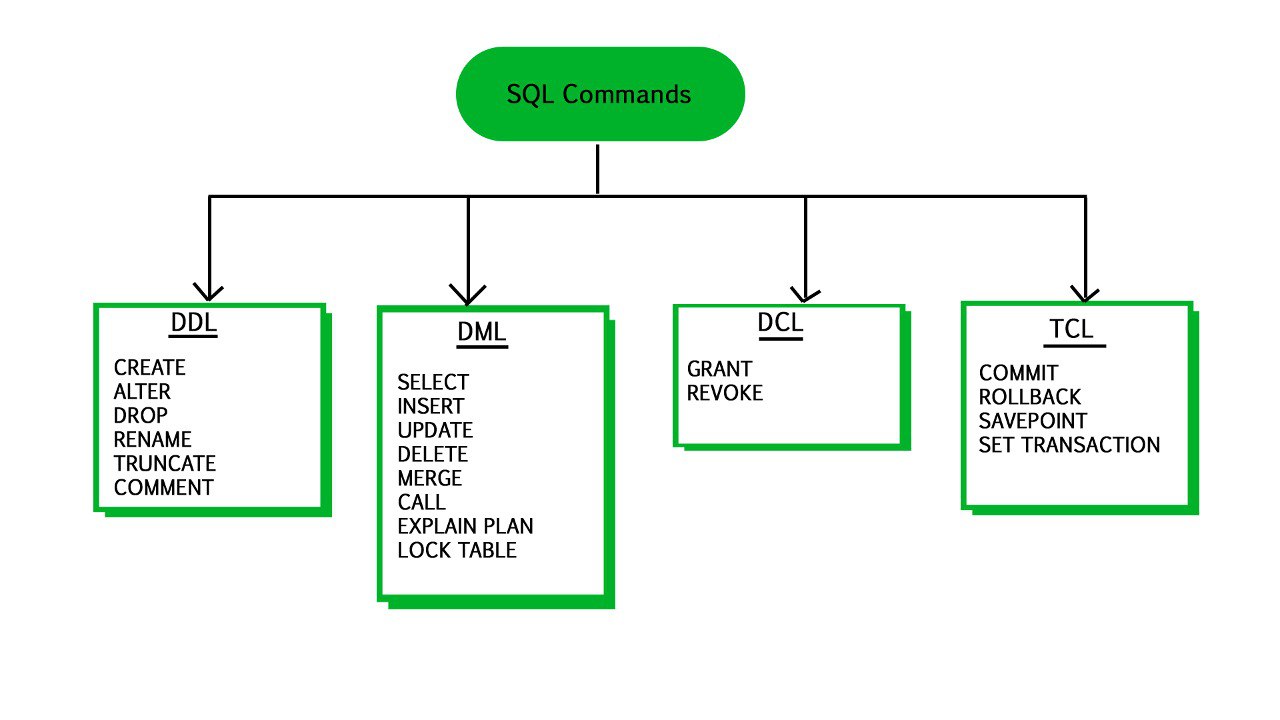 SQL Commands
DDL
CREATE
ALTER
DROP
RENAME
TRUNCATE
COMMENT
DML
SELECT
INSERT
UPDATE
DELETE
MERGE
CALL
EXPLAIN PLAN
LOCK TABLE
DCL
GRANT
REVOKE
TCL
COMMIT
ROLLBACK
SAVEPOINT
SET TRANSACTION